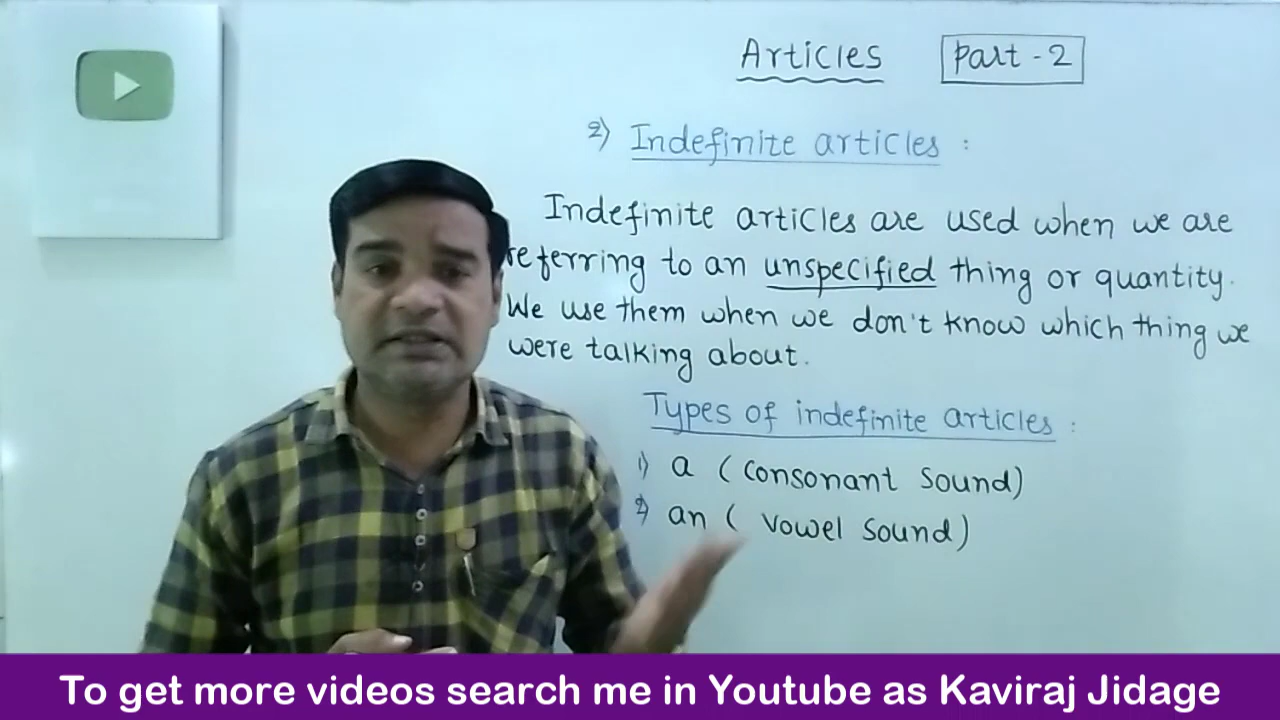 Articles Part - 2
2) Indefinite articles :
Indefinite articles are used when we are
referring to an unspecified thing or quantity.
We use them when we don't know which thing we
were talking about.
Types of indefinite articles :
1) a ( consonant sound)
2) an ( vowel sound)
To get more videos search me in Youtube as Kaviraj Jidage